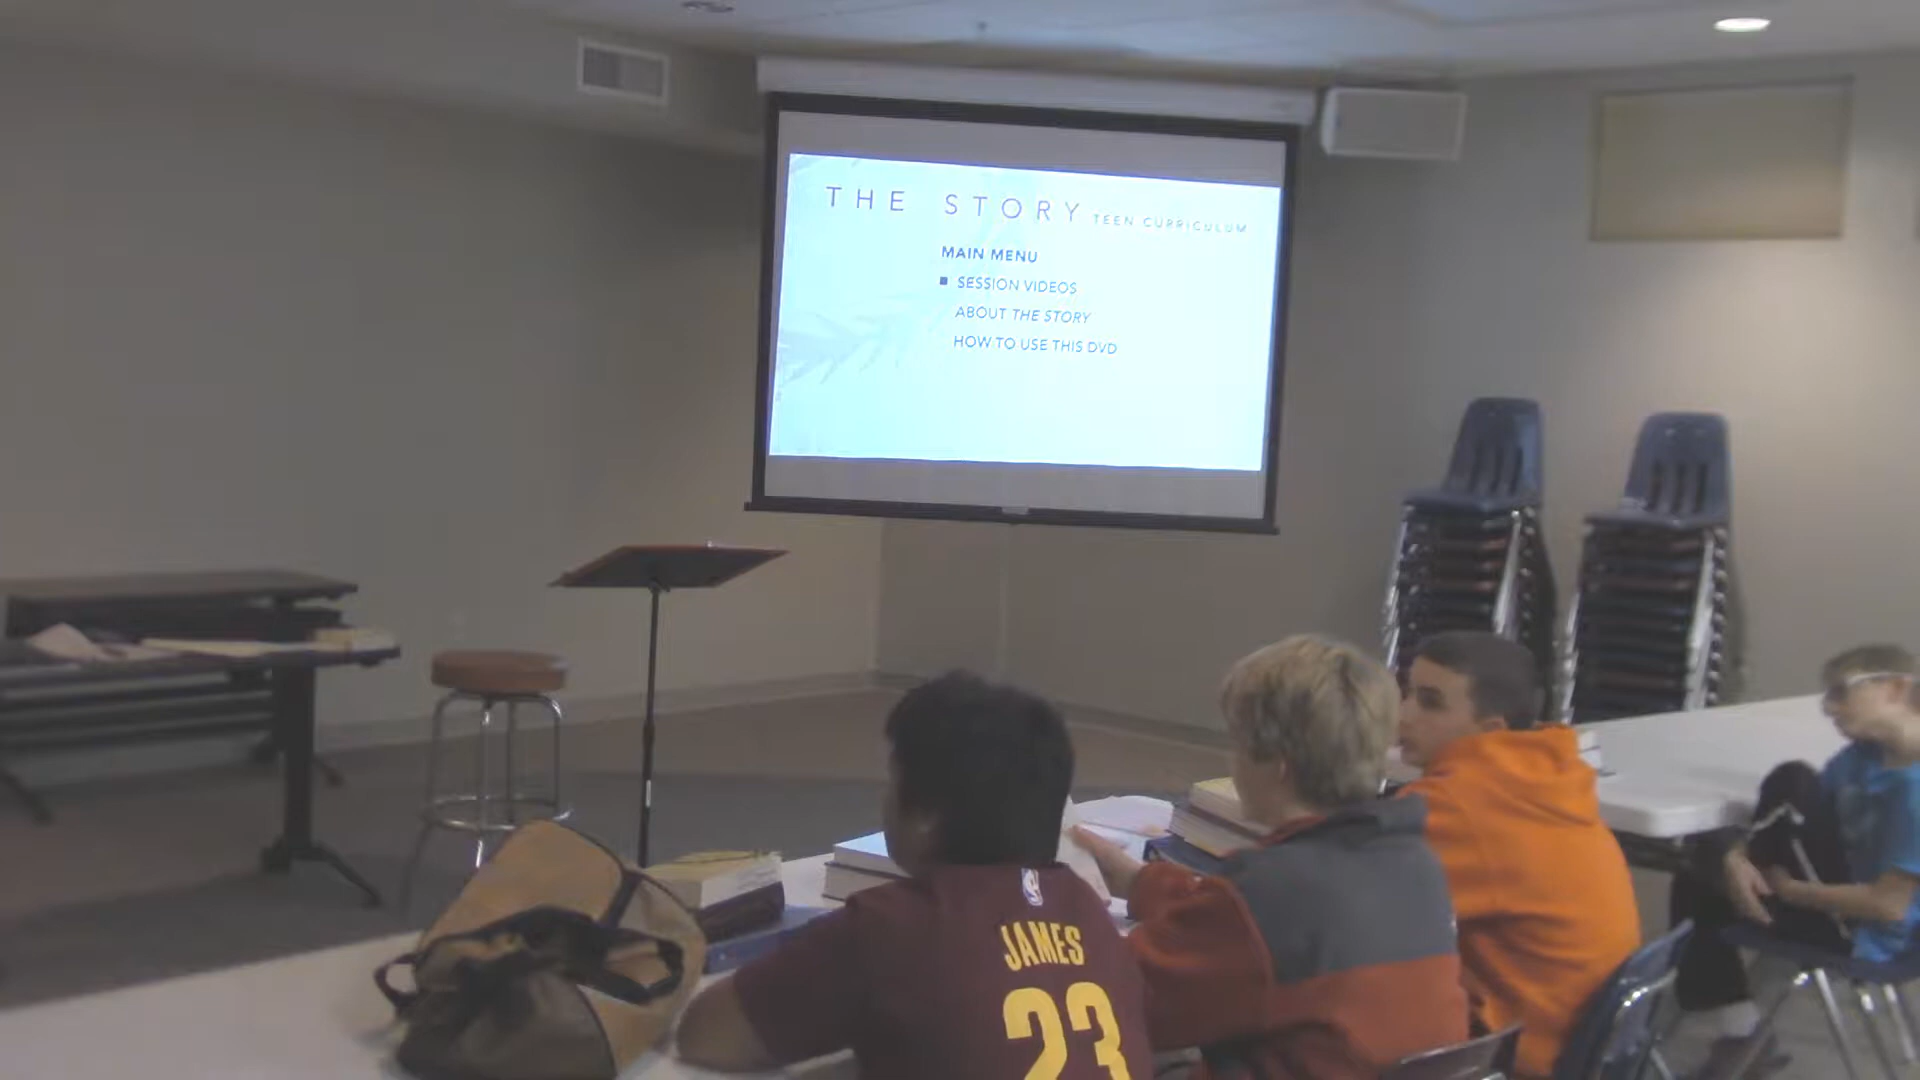 THE STORY TEEN CURRICULUM
MAIN MENU
SESSION VIDEOS
ABOUT THE STORY
HOW TO USE THIS DVD
JAMES
23